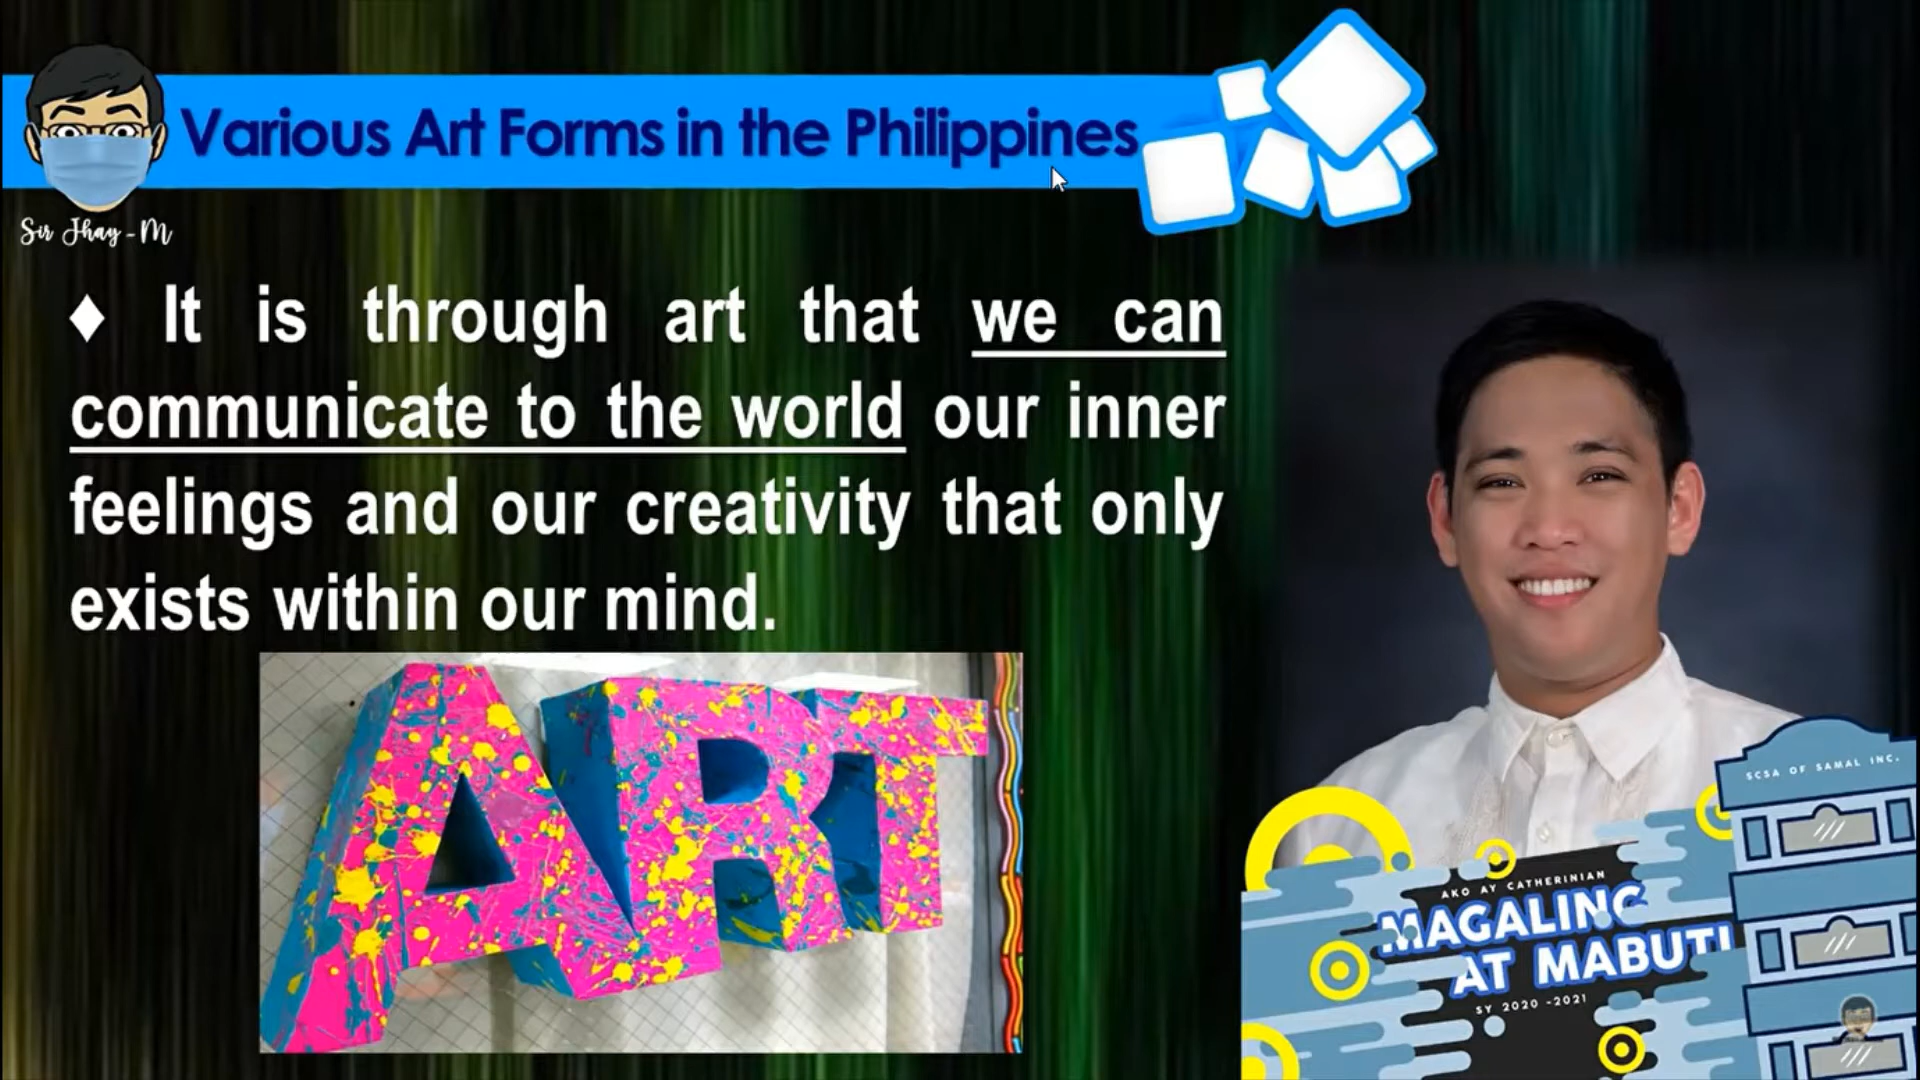 Various Art Forms in the Philippines
Sir Jhay-M
♦ It is through art that we can
communicate to the world our inner
feelings and our creativity that only
exists within our mind.
ART
SCSA OF SAMAL INC.
AKO AY CATHERINIAN
MAGALING
AT MABUTI
SY 2020 -2021